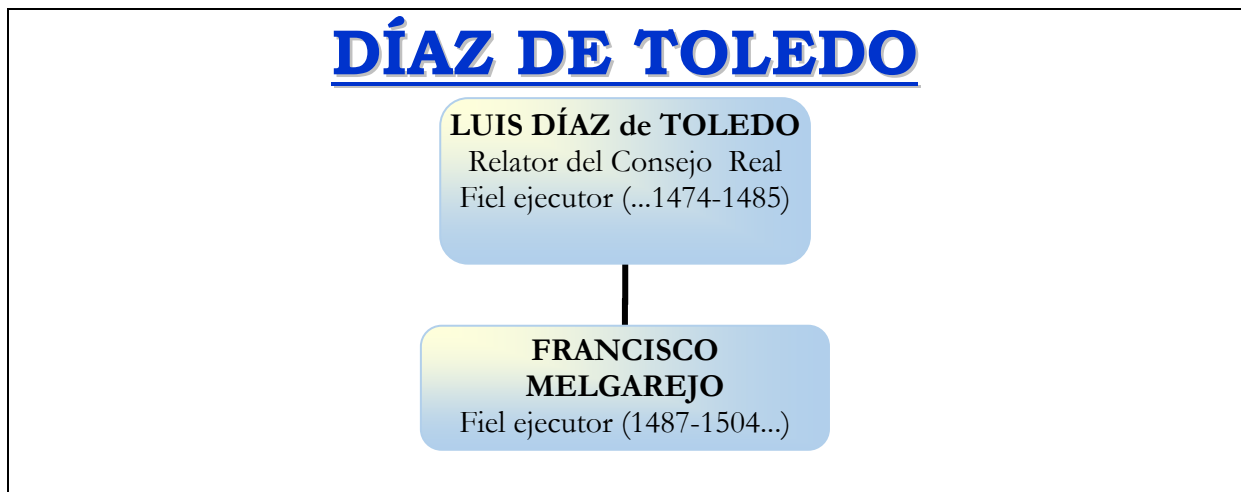 DÍAZ DE TOLEDO
LUIS DÍAZ de TOLEDO
Relator del Consejo Real
Fiel ejecutor (...1474-1485)
FRANCISCO
MELGAREJO
Fiel ejecutor (1487-1504...)